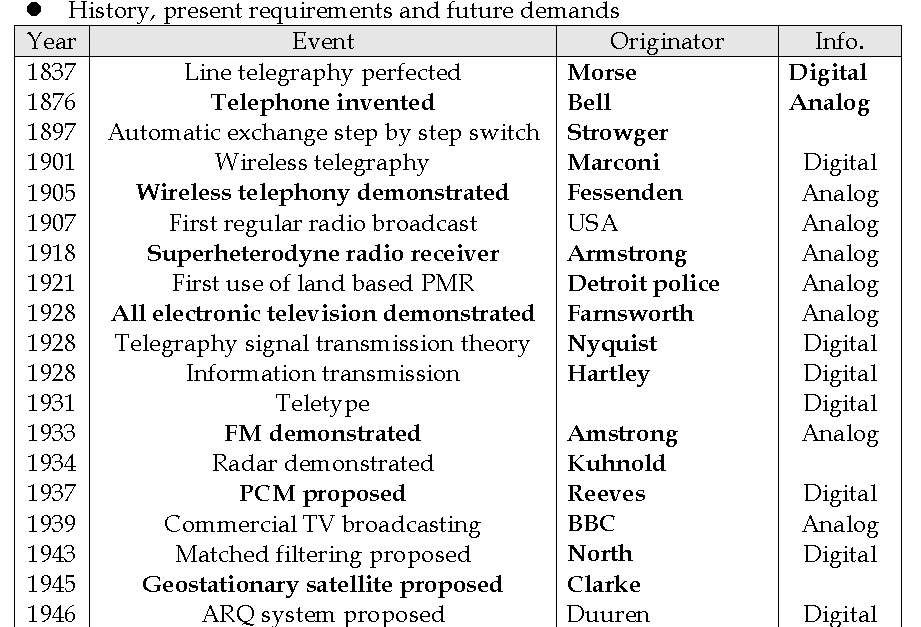 ● History, present requirements and future demands
Year Event Originator Info.
1837 Line telegraphy perfected Morse Digital
1876 Telephone invented Bell Analog
1897 Automatic exchange step by step switch Strowger
1901 Wireless telegraphy Marconi Digital
1905 Wireless telephony demonstrated Fessenden Analog
1907 First regular radio broadcast USA Analog
1918 Superheterodyne radio receiver Armstrong Analog
1921 First use of land based PMR Detroit police Analog
1928 All electronic television demonstrated Farnsworth Analog
1928 Telegraphy signal transmission theory Nyquist Digital
1928 Information transmission Hartley Digital
1931 Teletype Digital
1933 FM demonstrated Amstrong Analog
1934 Radar demonstrated Kuhnold
1937 PCM proposed Reeves Digital
1939 Commercial TV broadcasting BBC Analog
1943 Matched filtering proposed North Digital
1945 Geostationary satellite proposed Clarke
1946 ARQ system proposed Duuren Digital